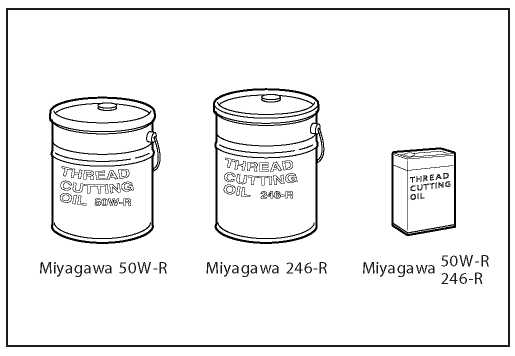 THREAD
CUTTING
OIL 50W-R
THREAD
CUTTING
OIL 246-R
THREAD
CUTTING
OIL
Miyagawa 50W-R
Miyagawa 246-R
Miyagawa 50W-R
246-R